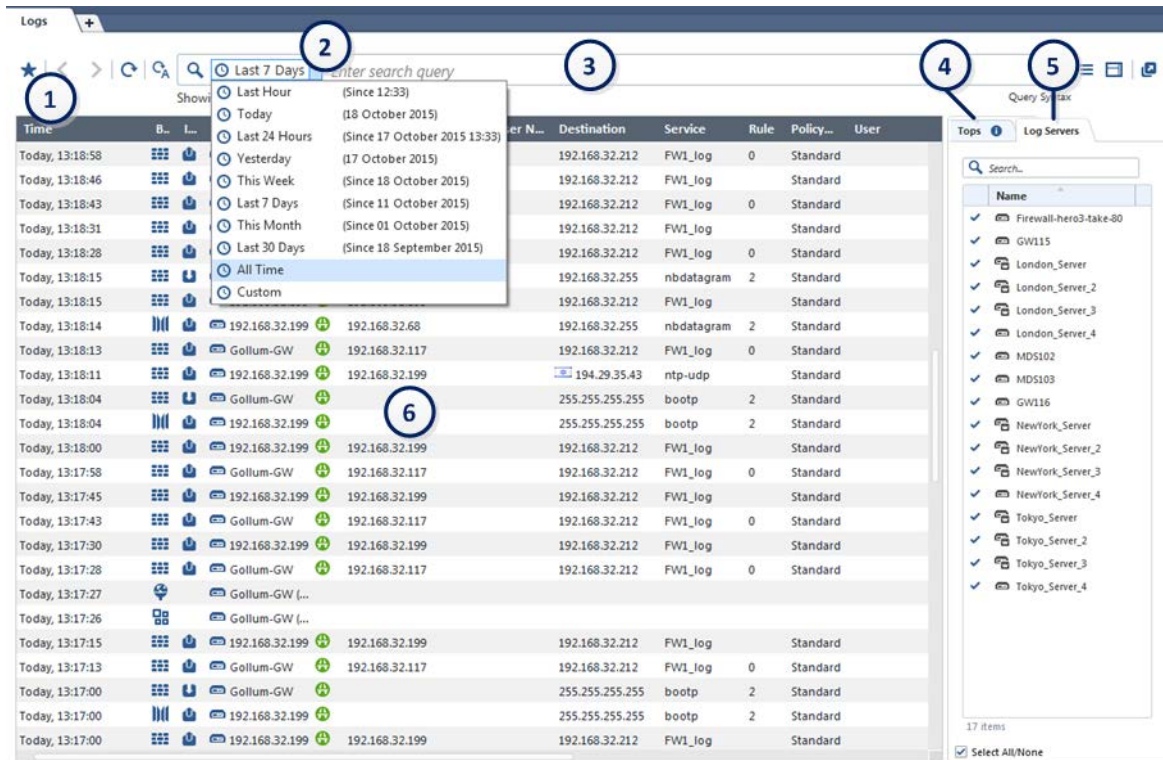 Logs +
2
3
4
5
1
Last 7 Days Enter search query
Showi
Query Syntax
Last Hour (Since 12:33)
Today (18 October 2015)
Last 24 Hours (Since 17 October 2015 13:33)
Yesterday (17 October 2015)
This Week (Since 18 October 2015)
Last 7 Days (Since 11 October 2015)
This Month (Since 01 October 2015)
Last 30 Days (Since 18 September 2015)
All Time
Custom
Time B... I... ser N... Destination Service Rule Policy... User
Today, 13:18:58 192.168.32.212 FW1_log 0 Standard
Today, 13:18:46 192.168.32.212 FW1_log Standard
Today, 13:18:43 192.168.32.212 FW1_log 0 Standard
Today, 13:18:31 192.168.32.212 FW1_log Standard
Today, 13:18:28 192.168.32.212 FW1_log 0 Standard
Today, 13:18:15 192.168.32.255 nbdatagram 2 Standard
Today, 13:18:15 192.168.32.212 FW1_log Standard
Today, 13:18:14 192.168.32.199 192.168.32.68 192.168.32.255 nbdatagram 2 Standard
Today, 13:18:13 Gollum-GW 192.168.32.117 192.168.32.212 FW1_log 0 Standard
Today, 13:18:11 192.168.32.199 192.168.32.199 194.29.35.43 ntp-udp Standard
Today, 13:18:04 Gollum-GW 255.255.255.255 bootp 2 Standard
6
Today, 13:18:04 192.168.32.199 255.255.255.255 bootp 2 Standard
Today, 13:18:00 192.168.32.199 192.168.32.199 192.168.32.212 FW1_log Standard
Today, 13:17:58 Gollum-GW 192.168.32.117 192.168.32.212 FW1_log 0 Standard
Today, 13:17:45 192.168.32.199 192.168.32.199 192.168.32.212 FW1_log Standard
Today, 13:17:43 Gollum-GW 192.168.32.117 192.168.32.212 FW1_log 0 Standard
Today, 13:17:30 192.168.32.199 192.168.32.199 192.168.32.212 FW1_log Standard
Today, 13:17:28 Gollum-GW 192.168.32.117 192.168.32.212 FW1_log 0 Standard
Today, 13:17:27 Gollum-GW (...
Today, 13:17:26 Gollum-GW (...
Today, 13:17:15 192.168.32.199 192.168.32.199 192.168.32.212 FW1_log Standard
Today, 13:17:13 Gollum-GW 192.168.32.117 192.168.32.212 FW1_log 0 Standard
Today, 13:17:00 Gollum-GW 255.255.255.255 bootp 2 Standard
Today, 13:17:00 192.168.32.199 255.255.255.255 bootp 2 Standard
Today, 13:17:00 192.168.32.199 192.168.32.199 192.168.32.212 FW1_log Standard
Tops Log Servers
Search...
Name
Firewall-hero3-take-80
GW115
London_Server
London_Server_2
London_Server_3
London_Server_4
MDS102
MDS103
GW116
NewYork_Server
NewYork_Server_2
NewYork_Server_3
NewYork_Server_4
Tokyo_Server
Tokyo_Server_2
Tokyo_Server_3
Tokyo_Server_4
17 items
Select All/None